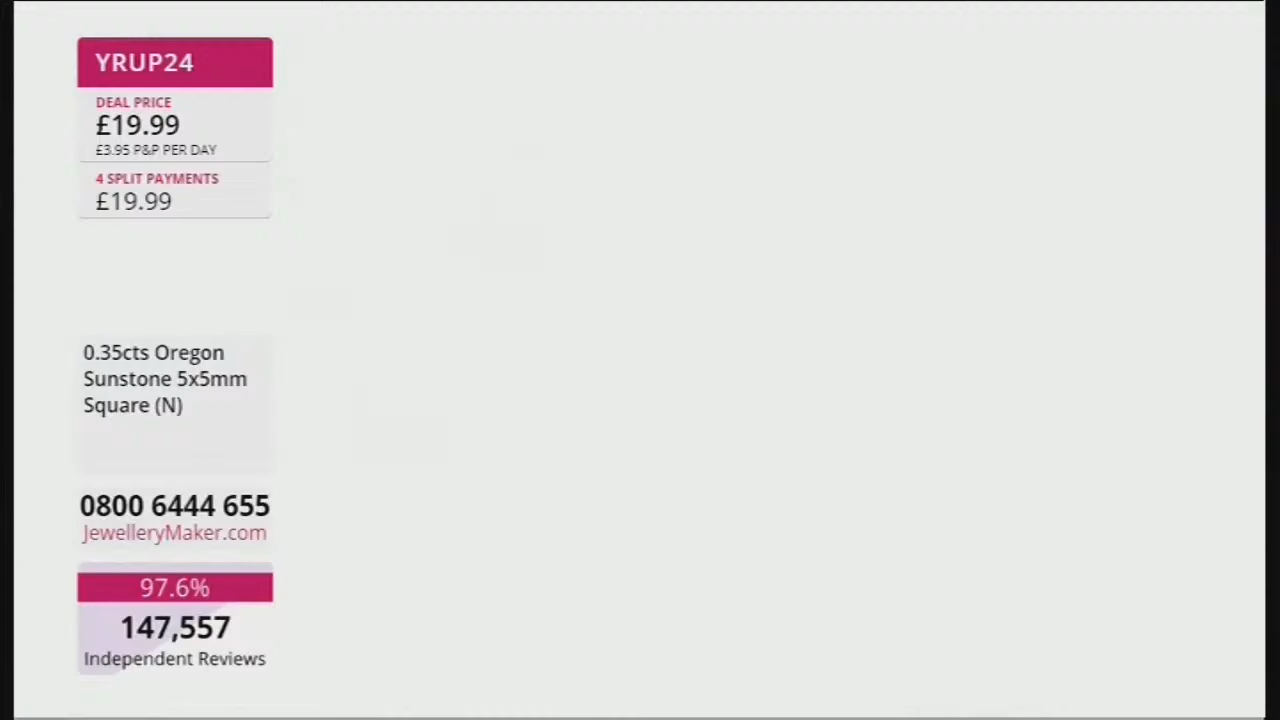 YRUP24
DEAL PRICE
£19.99
£3.95 P&P PER DAY
4 SPLIT PAYMENTS
£19.99
0.35cts Oregon
Sunstone 5x5mm
Square (N)
0800 6444 655
JewelleryMaker.com
97.6%
147,557
Independent Reviews